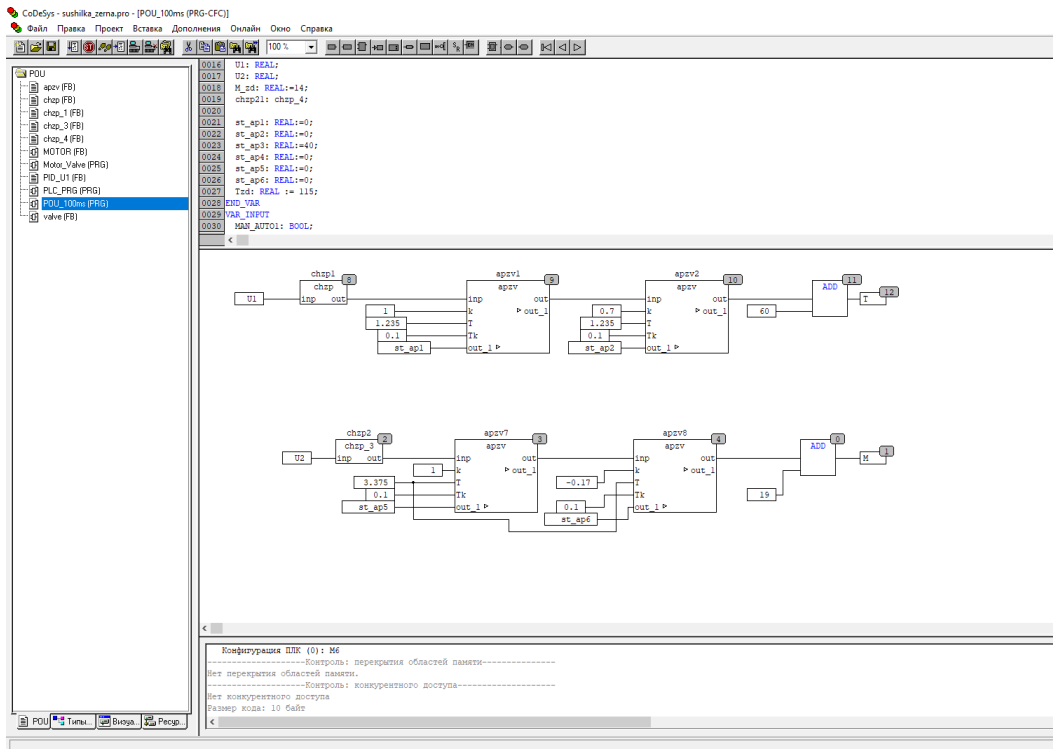 CoDeSys - sushilka_zerna.pro - [POU_100ms (PRG-CFC)]
Файл Правка Проект Вставка Дополнения Онлайн Окно Справка
100 %
POU
apzv (FB)
chzp (FB)
chzp_1 (FB)
chzp_3 (FB)
chzp_4 (FB)
MOTOR (FB)
Motor_Valve (PRG)
PID_U1 (FB)
PLC_PRG (PRG)
POU_100ms (PRG)
valve (FB)
0016 U1: REAL;
0017 U2: REAL;
0018 M_zd: REAL:=14;
0019 chzp21: chzp_4;
0020
0021 st_ap1: REAL:=0;
0022 st_ap2: REAL:=0;
0023 st_ap3: REAL:=40;
0024 st_ap4: REAL:=0;
0025 st_ap5: REAL:=0;
0026 st_ap6: REAL:=0;
0027 Tzd: REAL := 115;
0028 END_VAR
0029 VAR_INPUT
0030 MAN_AUTO1: BOOL;
chzp1 8 apzv1 9 apzv2 10 11
chzp apzv apzv ADD 12
U1 inp out inp out inp out T
1 k out_1 0.7 k out_1 60
1.235 T 1.235 T
0.1 Tk 0.1 Tk
st_ap1 out_1 st_ap2 out_1
chzp2 2 apzv7 3 apzv8 4 0
chzp_3 apzv apzv ADD 1
U2 inp out inp out inp out M
1 k out_1 k out_1
3.375 T -0.17 T
0.1 Tk Tk 19
st_ap5 out_1 0.1 out_1
st_ap6
Конфигурация ПЛК (0): М6
--------------------Контроль: перекрытия областей памяти---------------
Нет перекрытия областей памяти.
--------------------Контроль: конкурентного доступа--------------------
Нет конкурентного доступа
Размер кода: 10 байт
POU Типы... Визуа... Ресур...